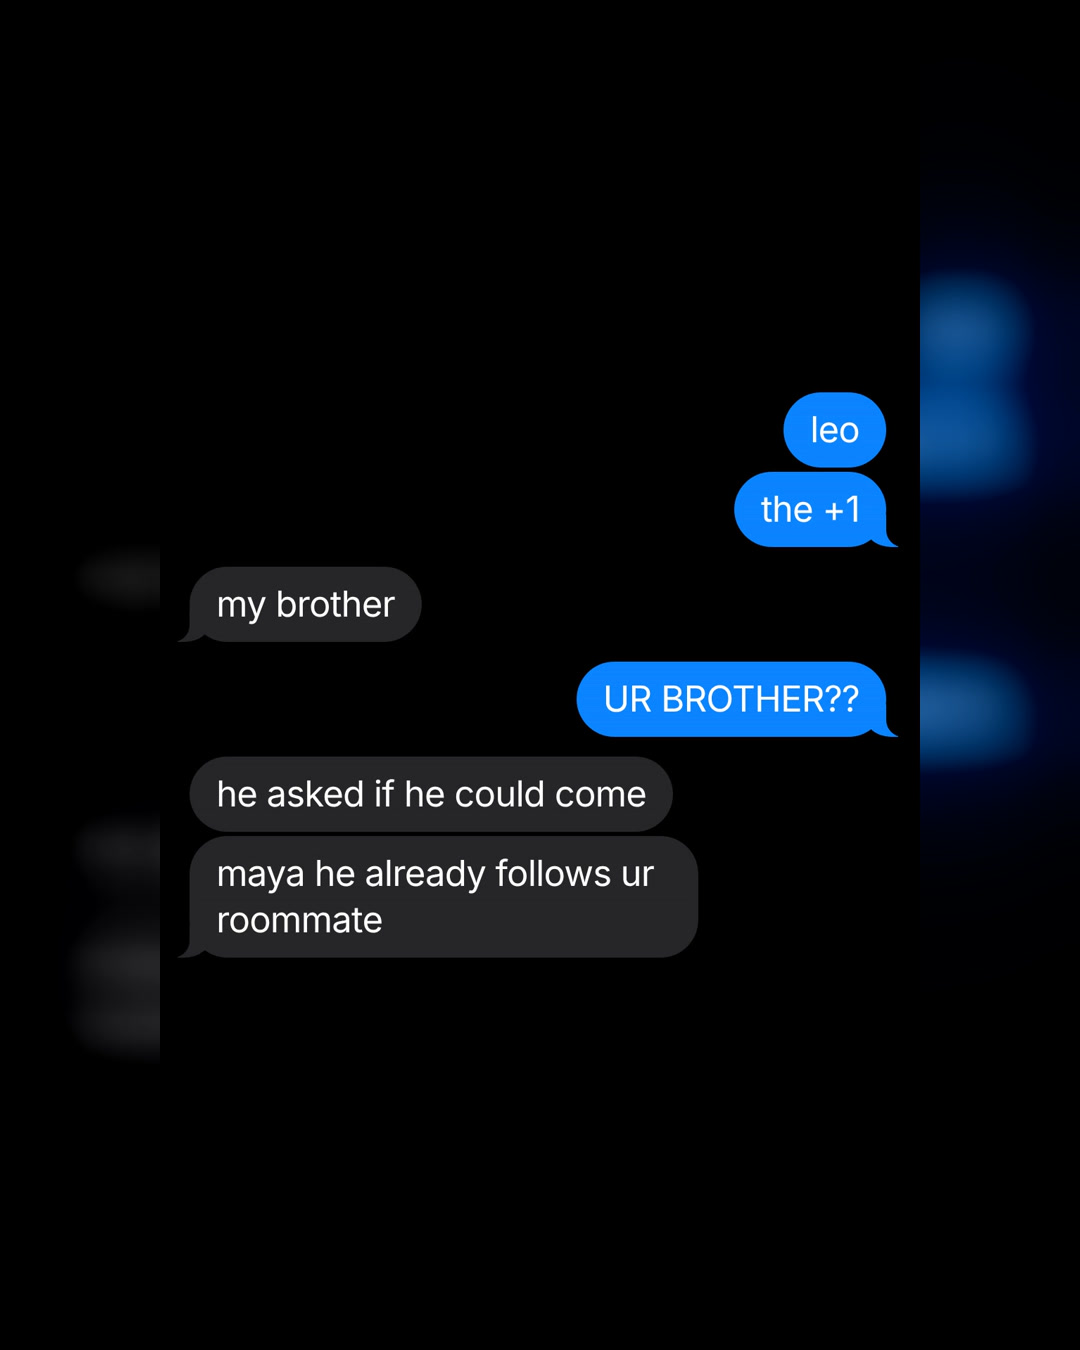 leo
the +1
my brother
UR BROTHER??
he asked if he could come
maya he already follows ur
roommate